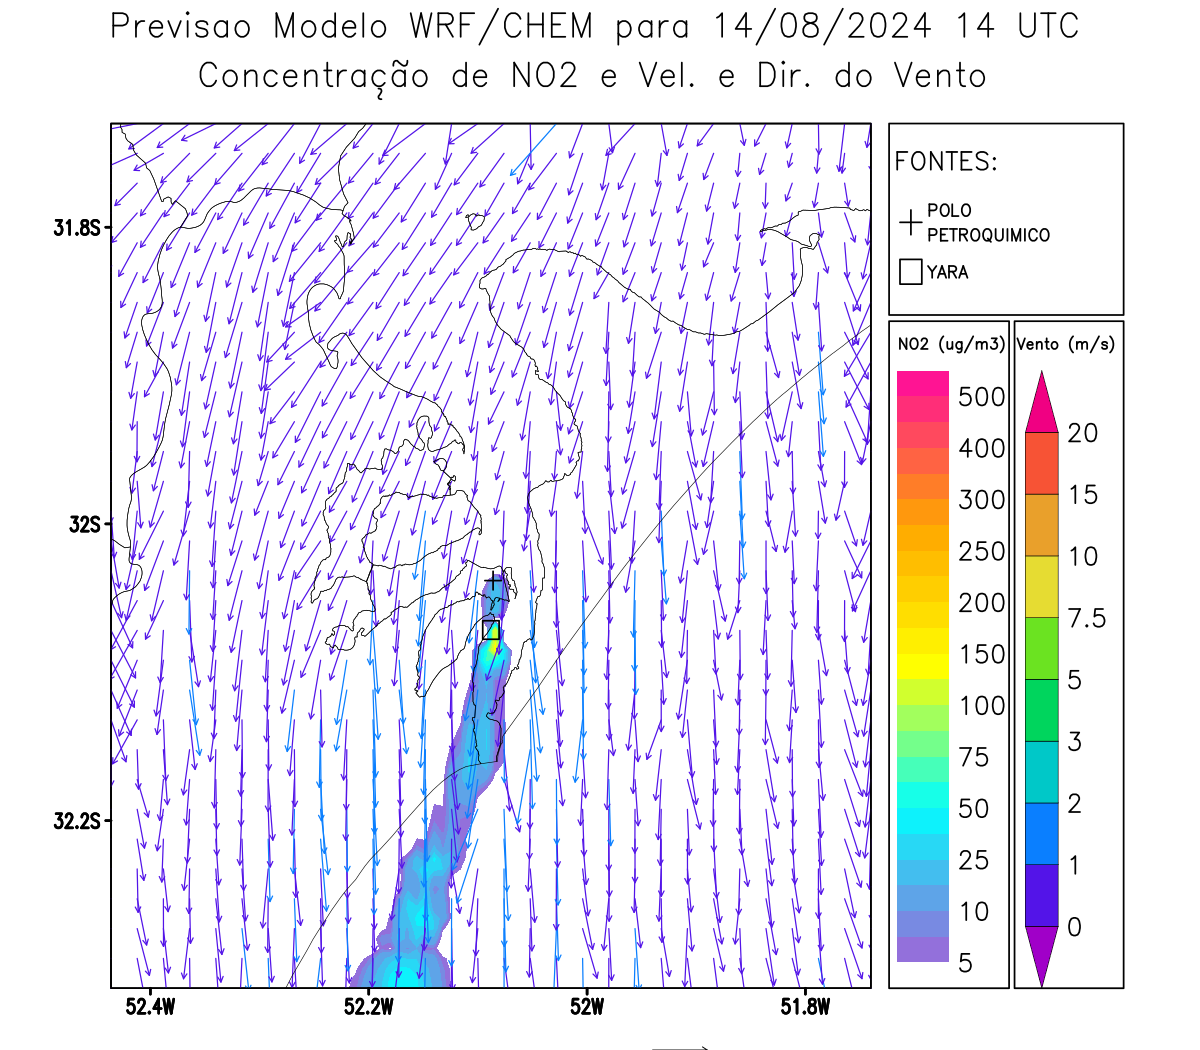 Previsao Modelo WRF/CHEM para 14/08/2024 14 UTC
Concentração de NO2 e Vel. e Dir. do Vento
FONTES:
POLO
PETROQUIMICO
YARA
NO2 (ug/m3)
500
400
300
250
200
150
100
75
50
25
10
5
Vento (m/s)
20
15
10
7.5
5
3
2
1
0
31.8S
32S
32.2S
52.4W
52.2W
52W
51.8W